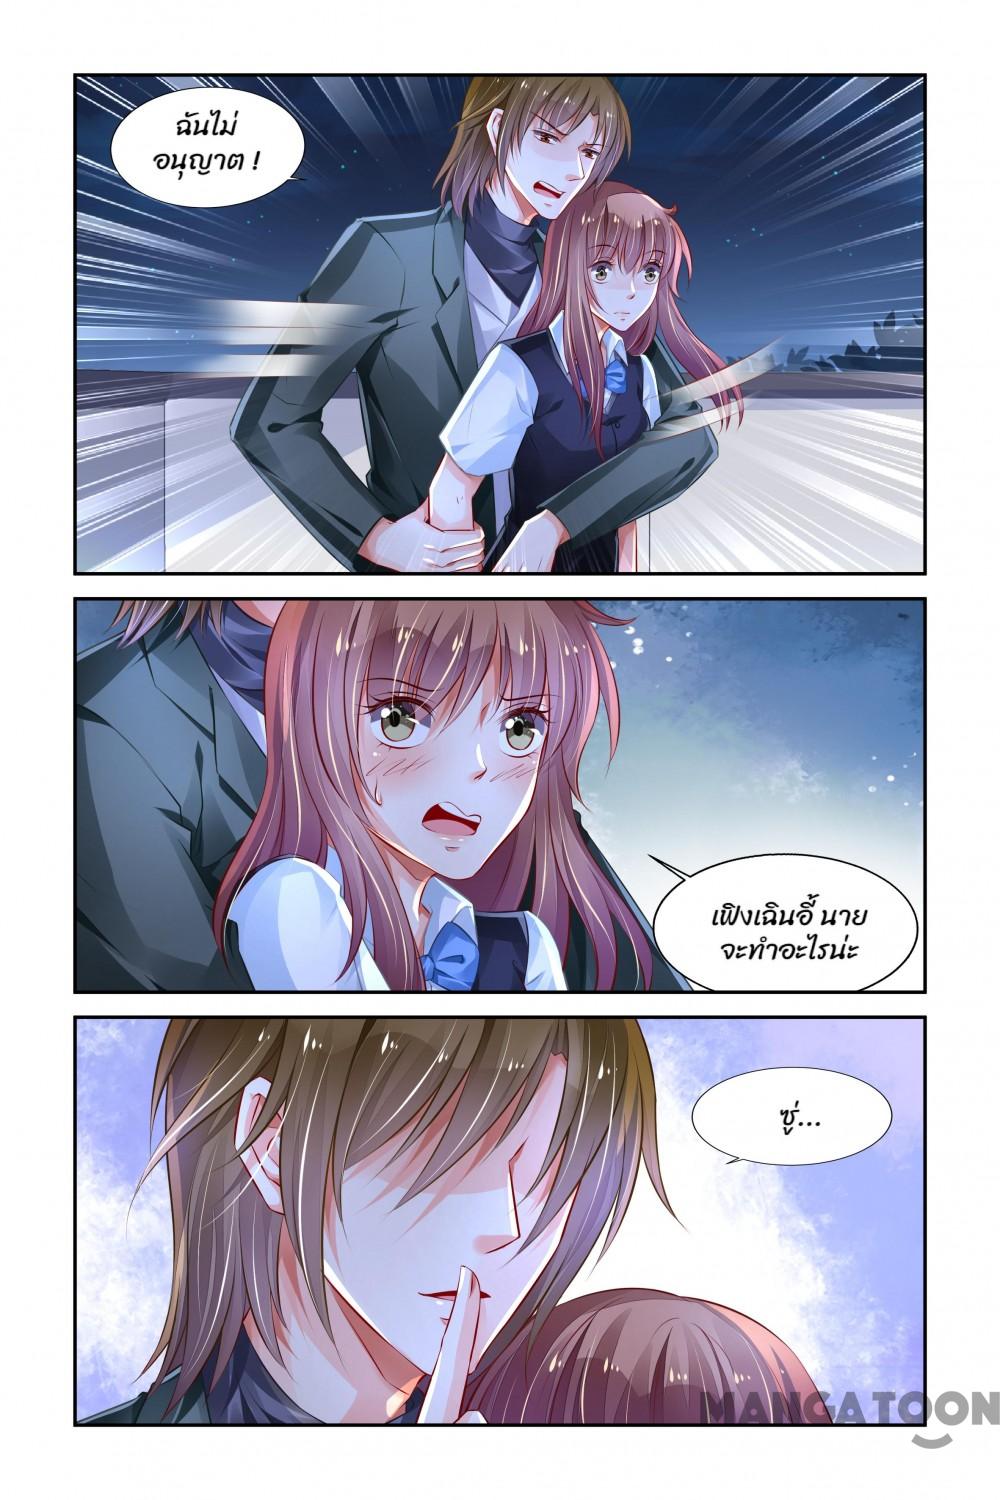 ฉันไม่
อนุญาต !
เฟิงเฉินอี้ นาย
จะทำอะไรน่ะ
ซู่...
MANGATOON